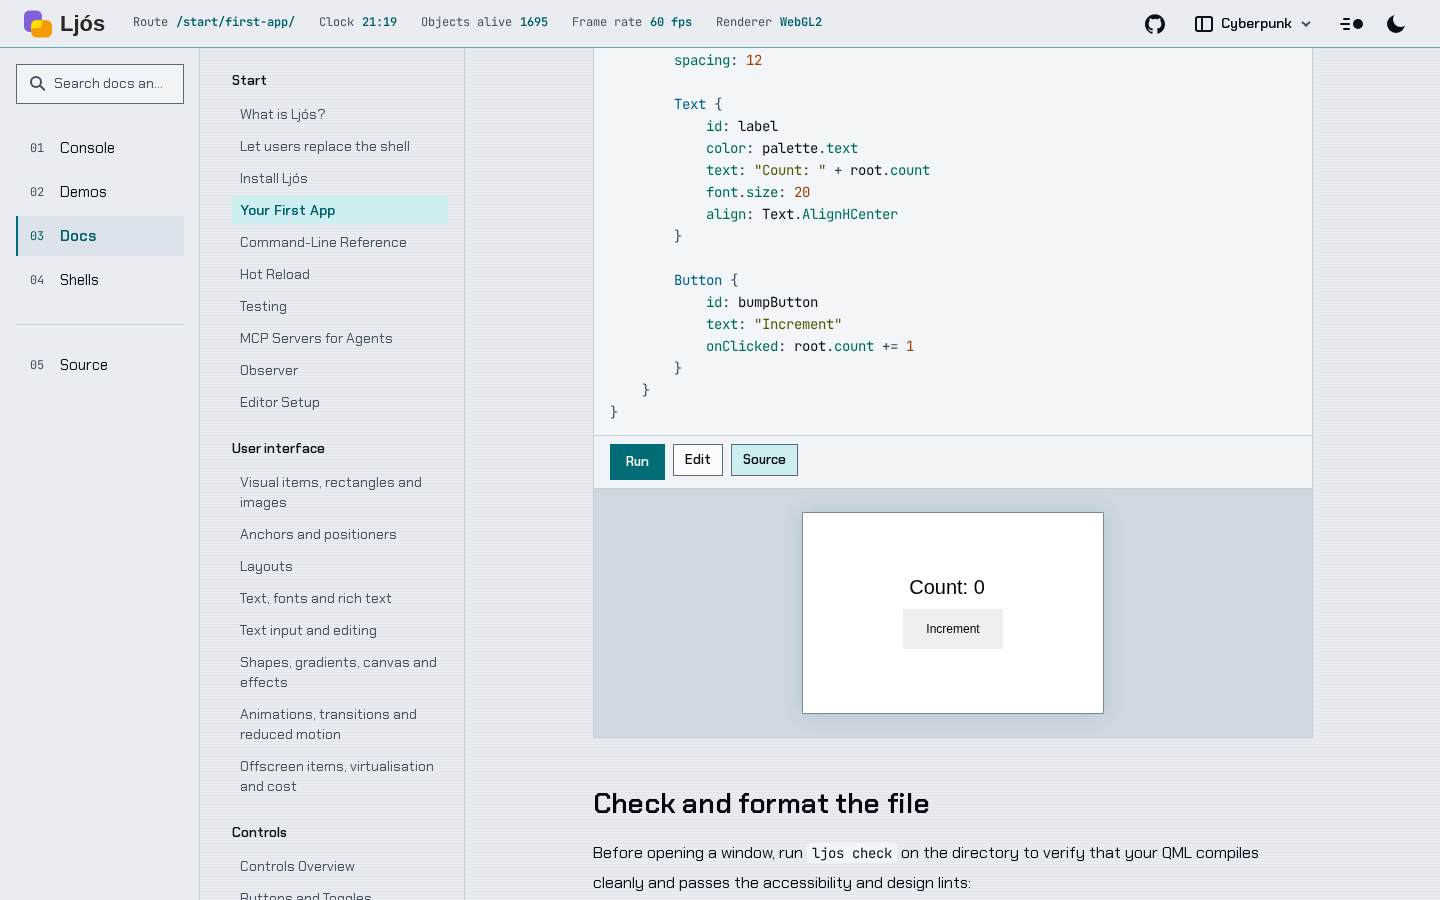 Ljós
Route /start/first-app/
Clock 21:19
Objects alive 1695
Frame rate 60 fps
Renderer WebGL2
Cyberpunk
Search docs an...
01 Console
02 Demos
03 Docs
04 Shells
05 Source
Start
What is Ljós?
Let users replace the shell
Install Ljós
Your First App
Command-Line Reference
Hot Reload
Testing
MCP Servers for Agents
Observer
Editor Setup
User interface
Visual items, rectangles and
images
Anchors and positioners
Layouts
Text, fonts and rich text
Text input and editing
Shapes, gradients, canvas and
effects
Animations, transitions and
reduced motion
Offscreen items, virtualisation
and cost
Controls
Controls Overview
Buttons and Toggles
spacing: 12
Text {
id: label
color: palette.text
text: "Count: " + root.count
font.size: 20
align: Text.AlignHCenter
}
Button {
id: bumpButton
text: "Increment"
onClicked: root.count += 1
}
}
}
Run
Edit
Source
Count: 0
Increment
Check and format the file
Before opening a window, run ljos check on the directory to verify that your QML compiles
cleanly and passes the accessibility and design lints: